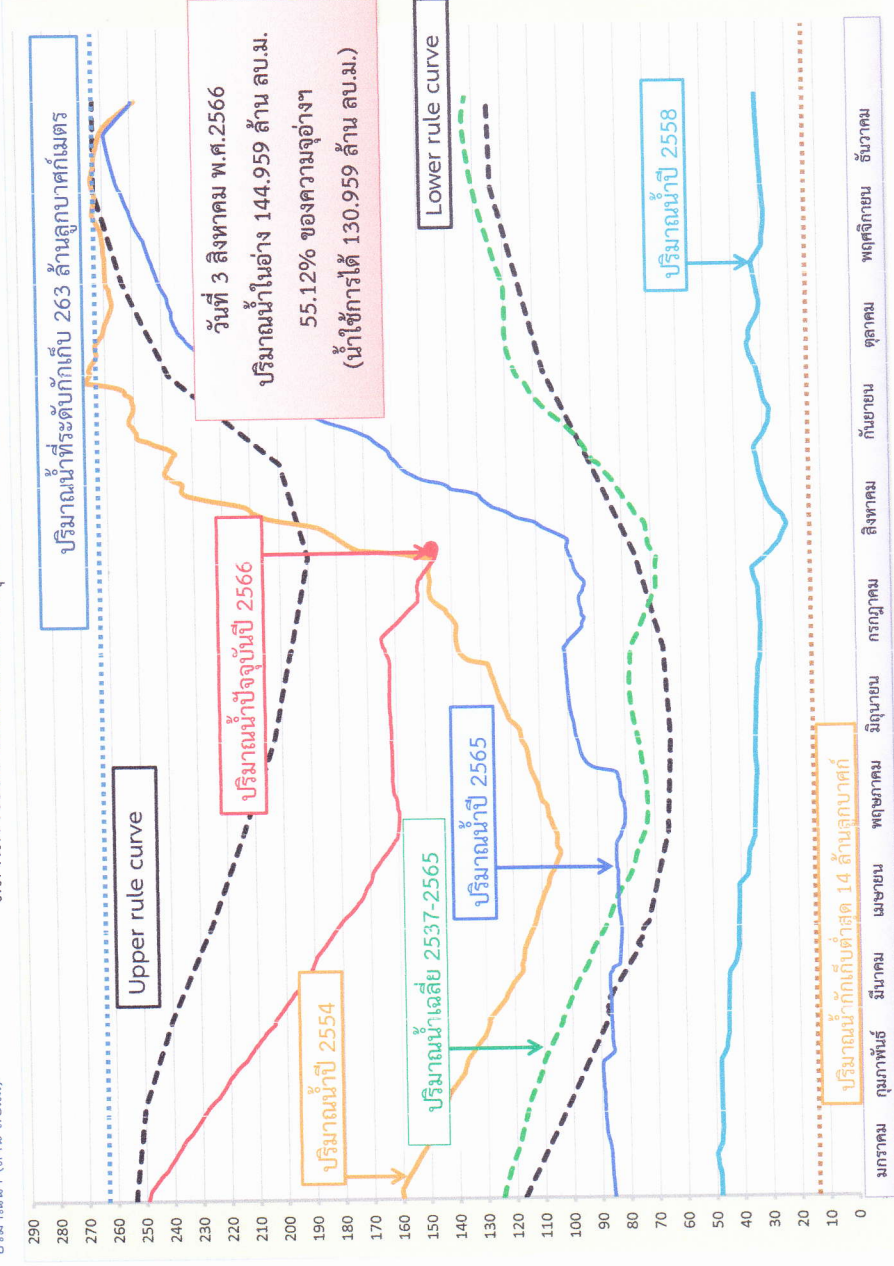 ปริมาณน้ำที่ระดับกักเก็บ 263 ล้านลูกบาศก์เมตร
Upper rule curve
ปริมาณน้ำปัจจุบันปี 2566
วันที่ 3 สิงหาคม พ.ศ.2566
ปริมาณน้ำในอ่าง 144.959 ล้าน ลบ.ม.
55.12% ของความจุอ่างฯ
(น้ำใช้การได้ 130.959 ล้าน ลบ.ม.)
ปริมาณน้ำปี 2554
ปริมาณน้ำเฉลี่ย 2537-2565
ปริมาณน้ำปี 2565
Lower rule curve
ปริมาณน้ำปี 2558
ปริมาณน้ำกักเก็บต่ำสุด 14 ล้านลูกบาศก์
290
280
270
260
250
240
230
220
210
200
190
180
170
160
150
140
130
120
110
100
90
80
70
60
50
40
30
20
10
0
มกราคม กุมภาพันธ์ มีนาคม เมษายน พฤษภาคม มิถุนายน กรกฎาคม สิงหาคม กันยายน ตุลาคม พฤศจิกายน ธันวาคม